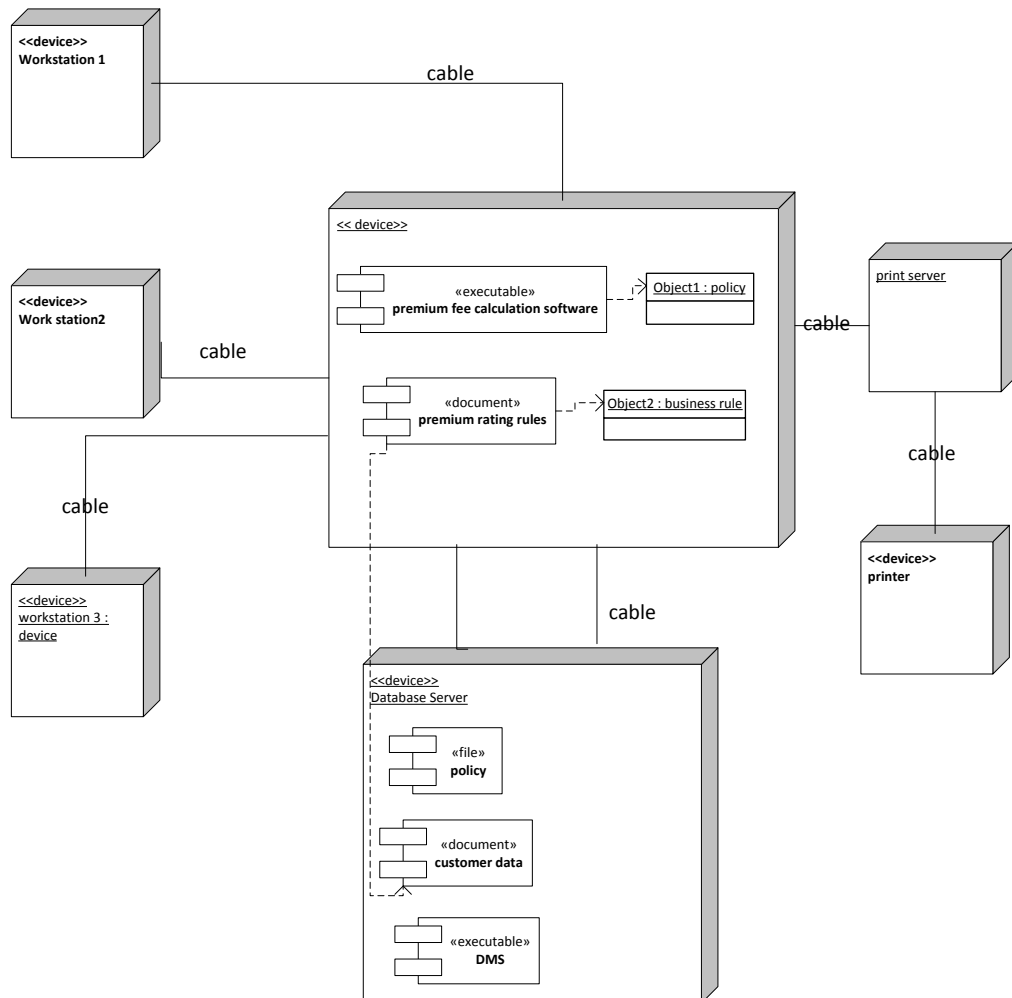 <<device>>
Workstation 1
cable
<< device>>
«executable»
premium fee calculation software
Object1 : policy
print server
cable
<<device>>
Work station2
cable
«document»
premium rating rules
Object2 : business rule
cable
cable
<<device>>
printer
<<device>>
workstation 3 :
device
cable
<<device>>
Database Server
«file»
policy
«document»
customer data
«executable»
DMS